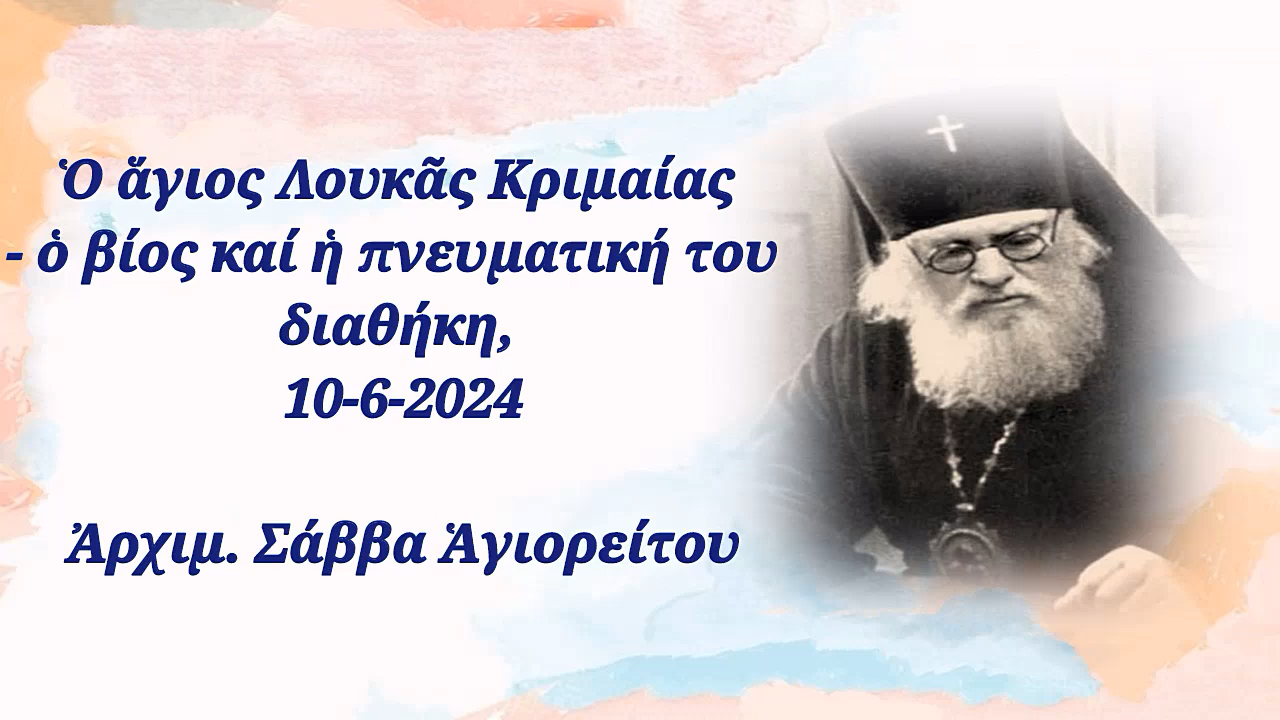 Ὁ ἅγιος Λουκᾶς Κριμαίας
- ὁ βίος καί ἡ πνευματική του
διαθήκη,
10-6-2024
Ἀρχιμ. Σάββα Ἁγιορείτου